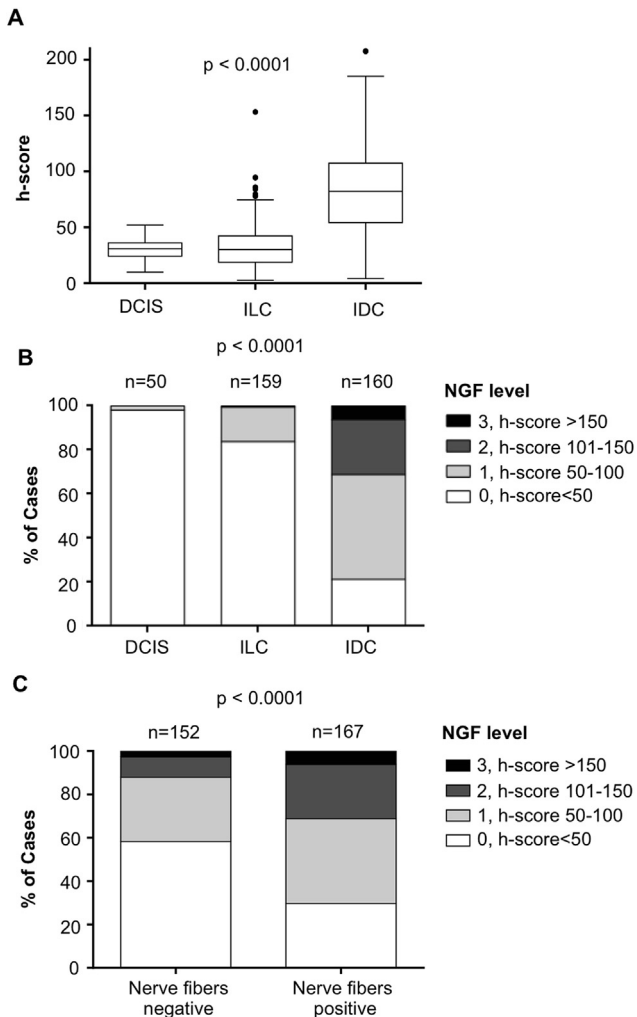 A
p < 0.0001
h-score
200
150
100
50
0
DCIS
ILC
IDC
B
p < 0.0001
n=50
n=159
n=160
% of Cases
100
80
60
40
20
0
DCIS
ILC
IDC
NGF level
3, h-score >150
2, h-score 101-150
1, h-score 50-100
0, h-score<50
C
p < 0.0001
n=152
n=167
% of Cases
100
80
60
40
20
0
Nerve fibers
negative
Nerve fibers
positive
NGF level
3, h-score >150
2, h-score 101-150
1, h-score 50-100
0, h-score<50